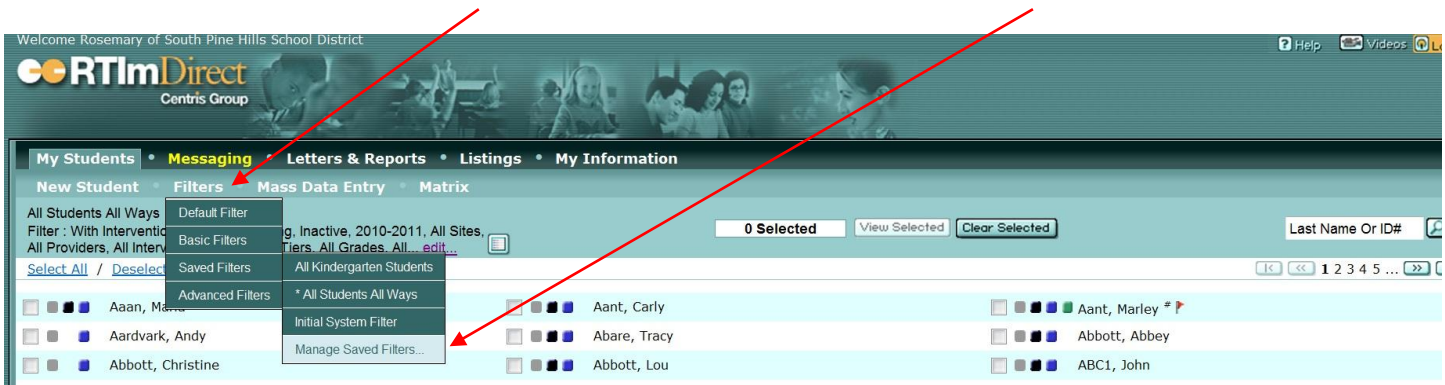 Welcome Rosemary of South Pine Hills School District
Help Videos
RTImDirect
Centris Group
My Students • Messaging • Letters & Reports • Listings • My Information
New Student • Filters • Mass Data Entry • Matrix
All Students All Ways
Default Filter
Filter : With g, Inactive, 2010-2011, All Sites,
All Providers, All Tiers, All Grades, All... edit...
Basic Filters
0 Selected View Selected Clear Selected
Last Name Or ID#
Select All /
Saved Filters
All Kindergarten Students
1 2 3 4 5 ...
Advanced Filters
* All Students All Ways
Initial System Filter
Manage Saved Filters...
Aaan, Aant, Carly Aant, Marley #
Aardvark, Andy Abare, Tracy Abbott, Abbey
Abbott, Christine Abbott, Lou ABC1, John